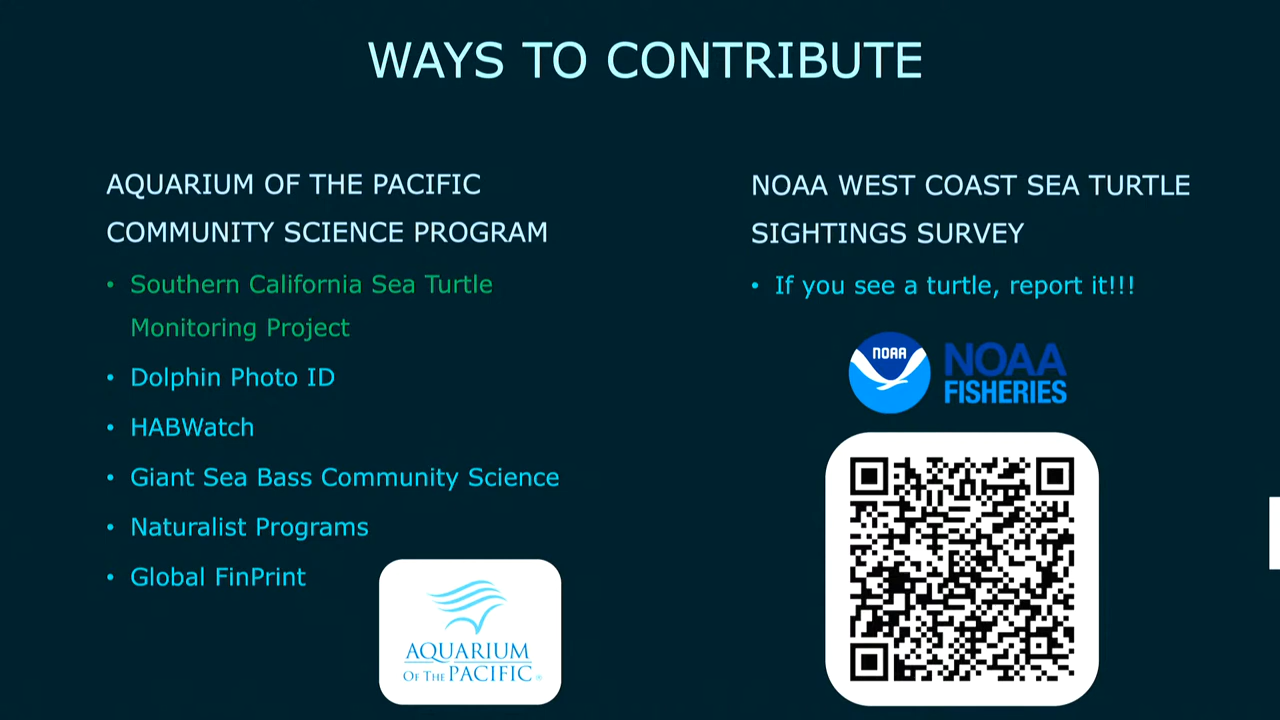 WAYS TO CONTRIBUTE
AQUARIUM OF THE PACIFIC
COMMUNITY SCIENCE PROGRAM
• Southern California Sea Turtle
Monitoring Project
• Dolphin Photo ID
• HABWatch
• Giant Sea Bass Community Science
• Naturalist Programs
• Global FinPrint
AQUARIUM
OF THE PACIFIC
NOAA WEST COAST SEA TURTLE
SIGHTINGS SURVEY
• If you see a turtle, report it!!!
NOAA
NOAA
FISHERIES